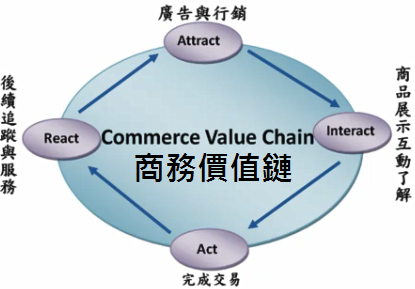 廣告與行銷
Attract
後續追蹤與服務
React
Commerce Value Chain
商務價值鏈
Interact
商品展示互動了解
Act
完成交易